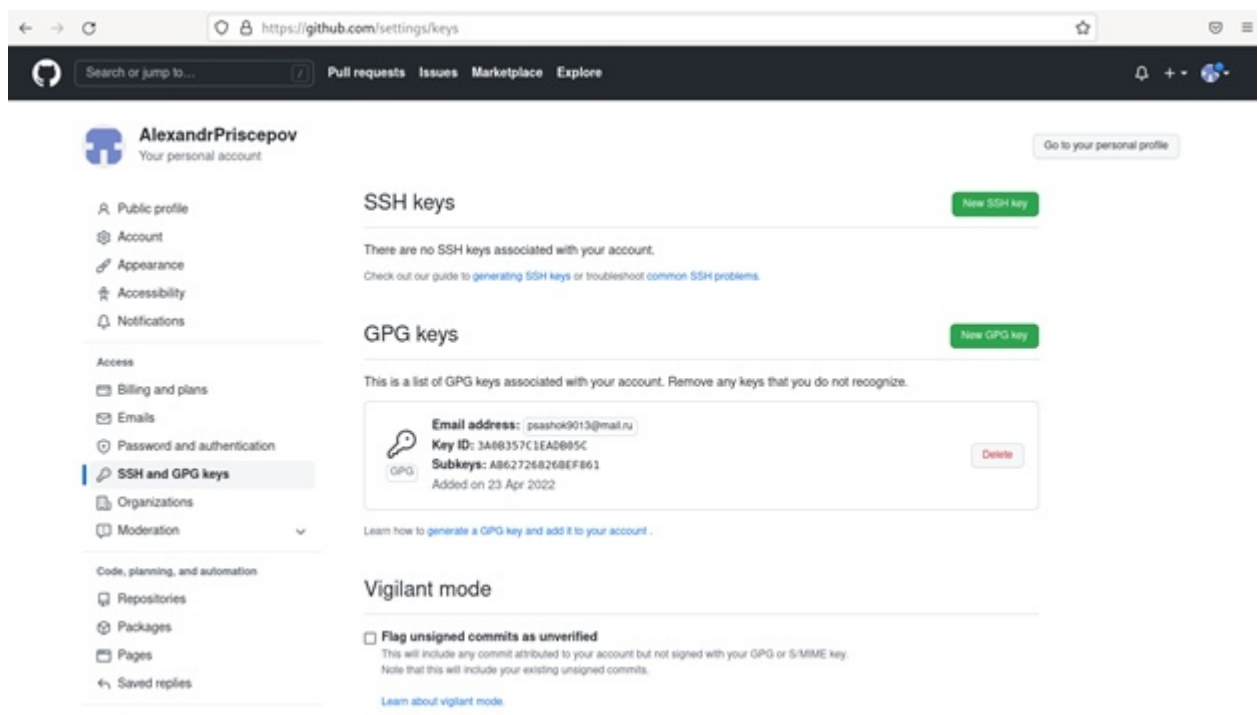 https://github.com/settings/keys
Search or jump to...
/
Pull requests Issues Marketplace Explore
AlexandrPriscepov
Your personal account
Go to your personal profile
Public profile
Account
Appearance
Accessibility
Notifications
Access
Billing and plans
Emails
Password and authentication
SSH and GPG keys
Organizations
Moderation
Code, planning, and automation
Repositories
Packages
Pages
Saved replies
SSH keys
New SSH key
There are no SSH keys associated with your account.
Check out our guide to generating SSH keys or troubleshoot common SSH problems.
GPG keys
New GPG key
This is a list of GPG keys associated with your account. Remove any keys that you do not recognize.
GPG
Email address: psashok9013@mail.ru
Key ID: 3A0B357C1EADB05C
Subkeys: AB627268268EF861
Added on 23 Apr 2022
Delete
Learn how to generate a GPG key and add it to your account .
Vigilant mode
Flag unsigned commits as unverified
This will include any commit attributed to your account but not signed with your GPG or S/MIME key.
Note that this will include your existing unsigned commits.
Learn about vigilant mode.